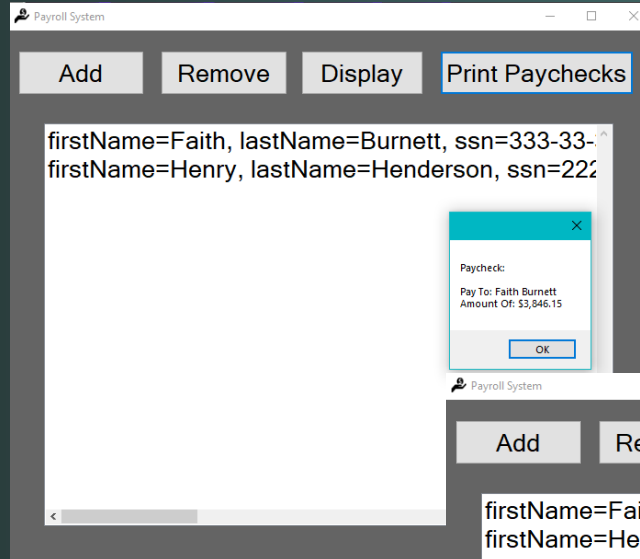 Payroll System
Add Remove Display Print Paychecks
firstName=Faith, lastName=Burnett, ssn=333-33-
firstName=Henry, lastName=Henderson, ssn=222
Paycheck:
Pay To: Faith Burnett
Amount Of: $3,846.15
OK
Payroll System
Add Re
firstName=Fai
firstName=He